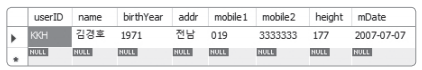 userID name birthYear addr mobile1 mobile2 height mDate
KKH 김경호 1971 전남 019 3333333 177 2007-07-07
NULL NULL NULL NULL NULL NULL NULL NULL